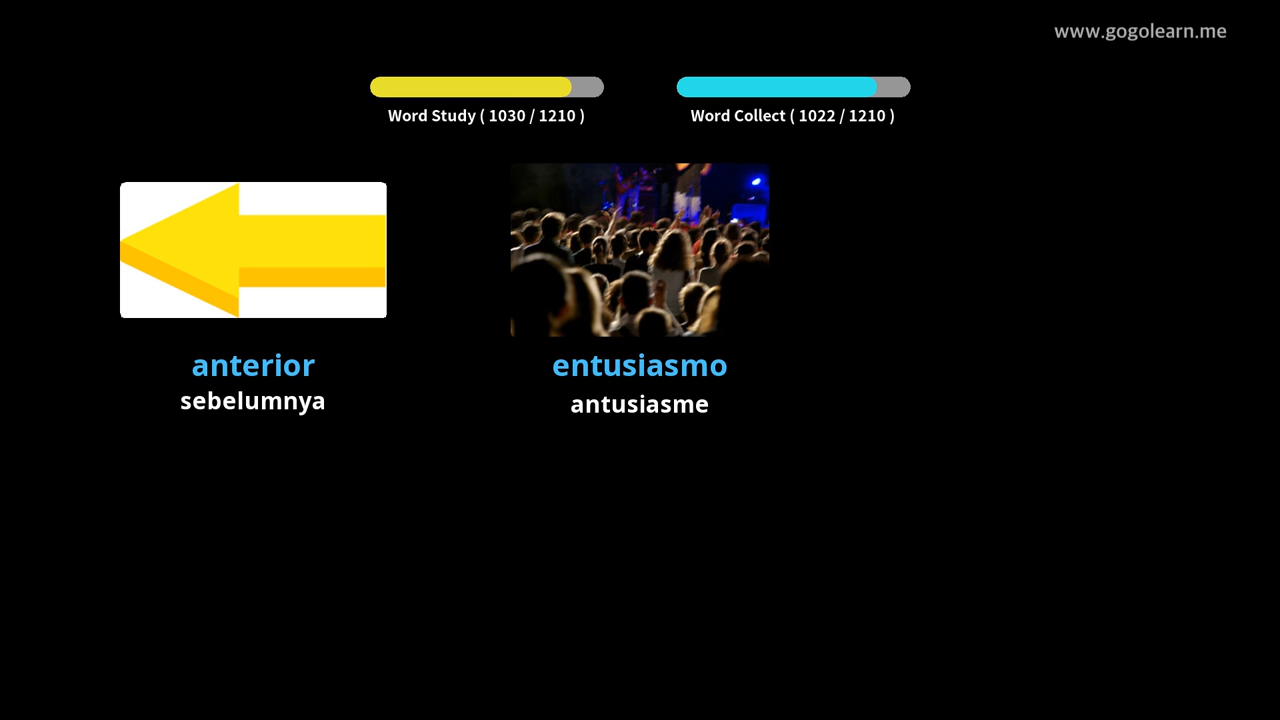 www.gogolearn.me
Word Study ( 1030 / 1210 )
Word Collect ( 1022 / 1210 )
anterior
sebelumnya
entusiasmo
antusiasme